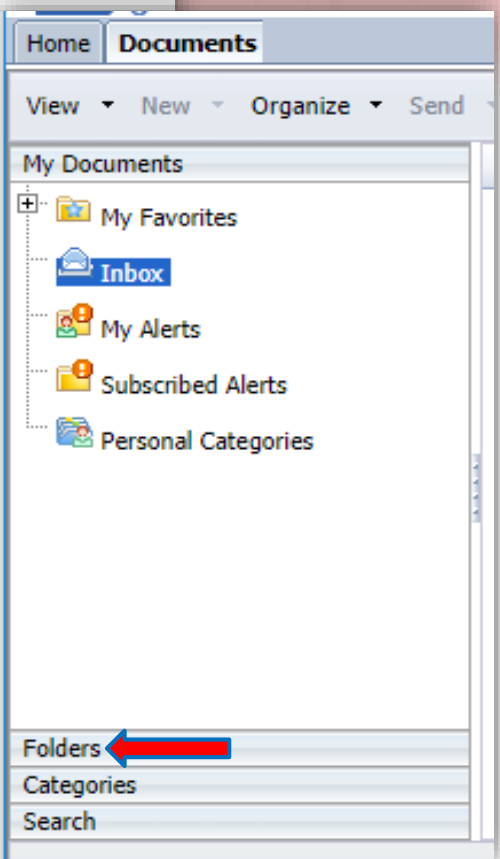 Home Documents
View New Organize Send
My Documents
My Favorites
Inbox
My Alerts
Subscribed Alerts
Personal Categories
Folders
Categories
Search